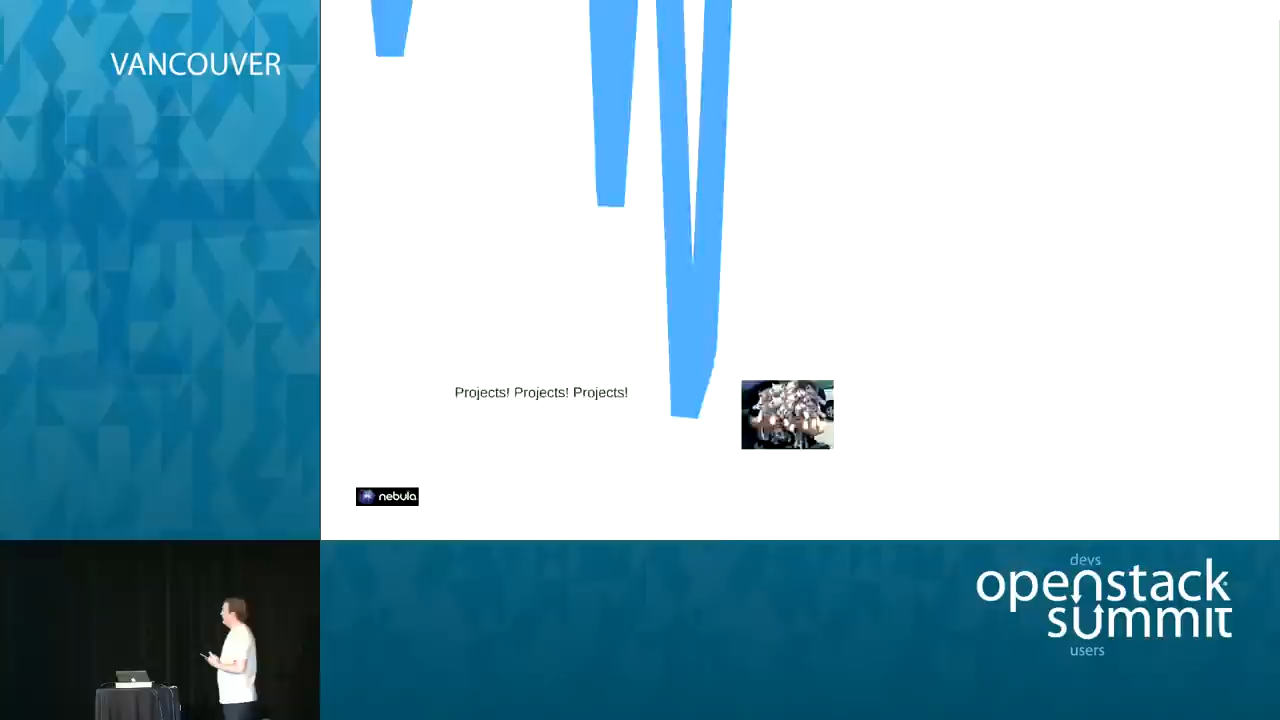 VANCOUVER
Projects! Projects! Projects!
nebula
devs
openstack
summit
users